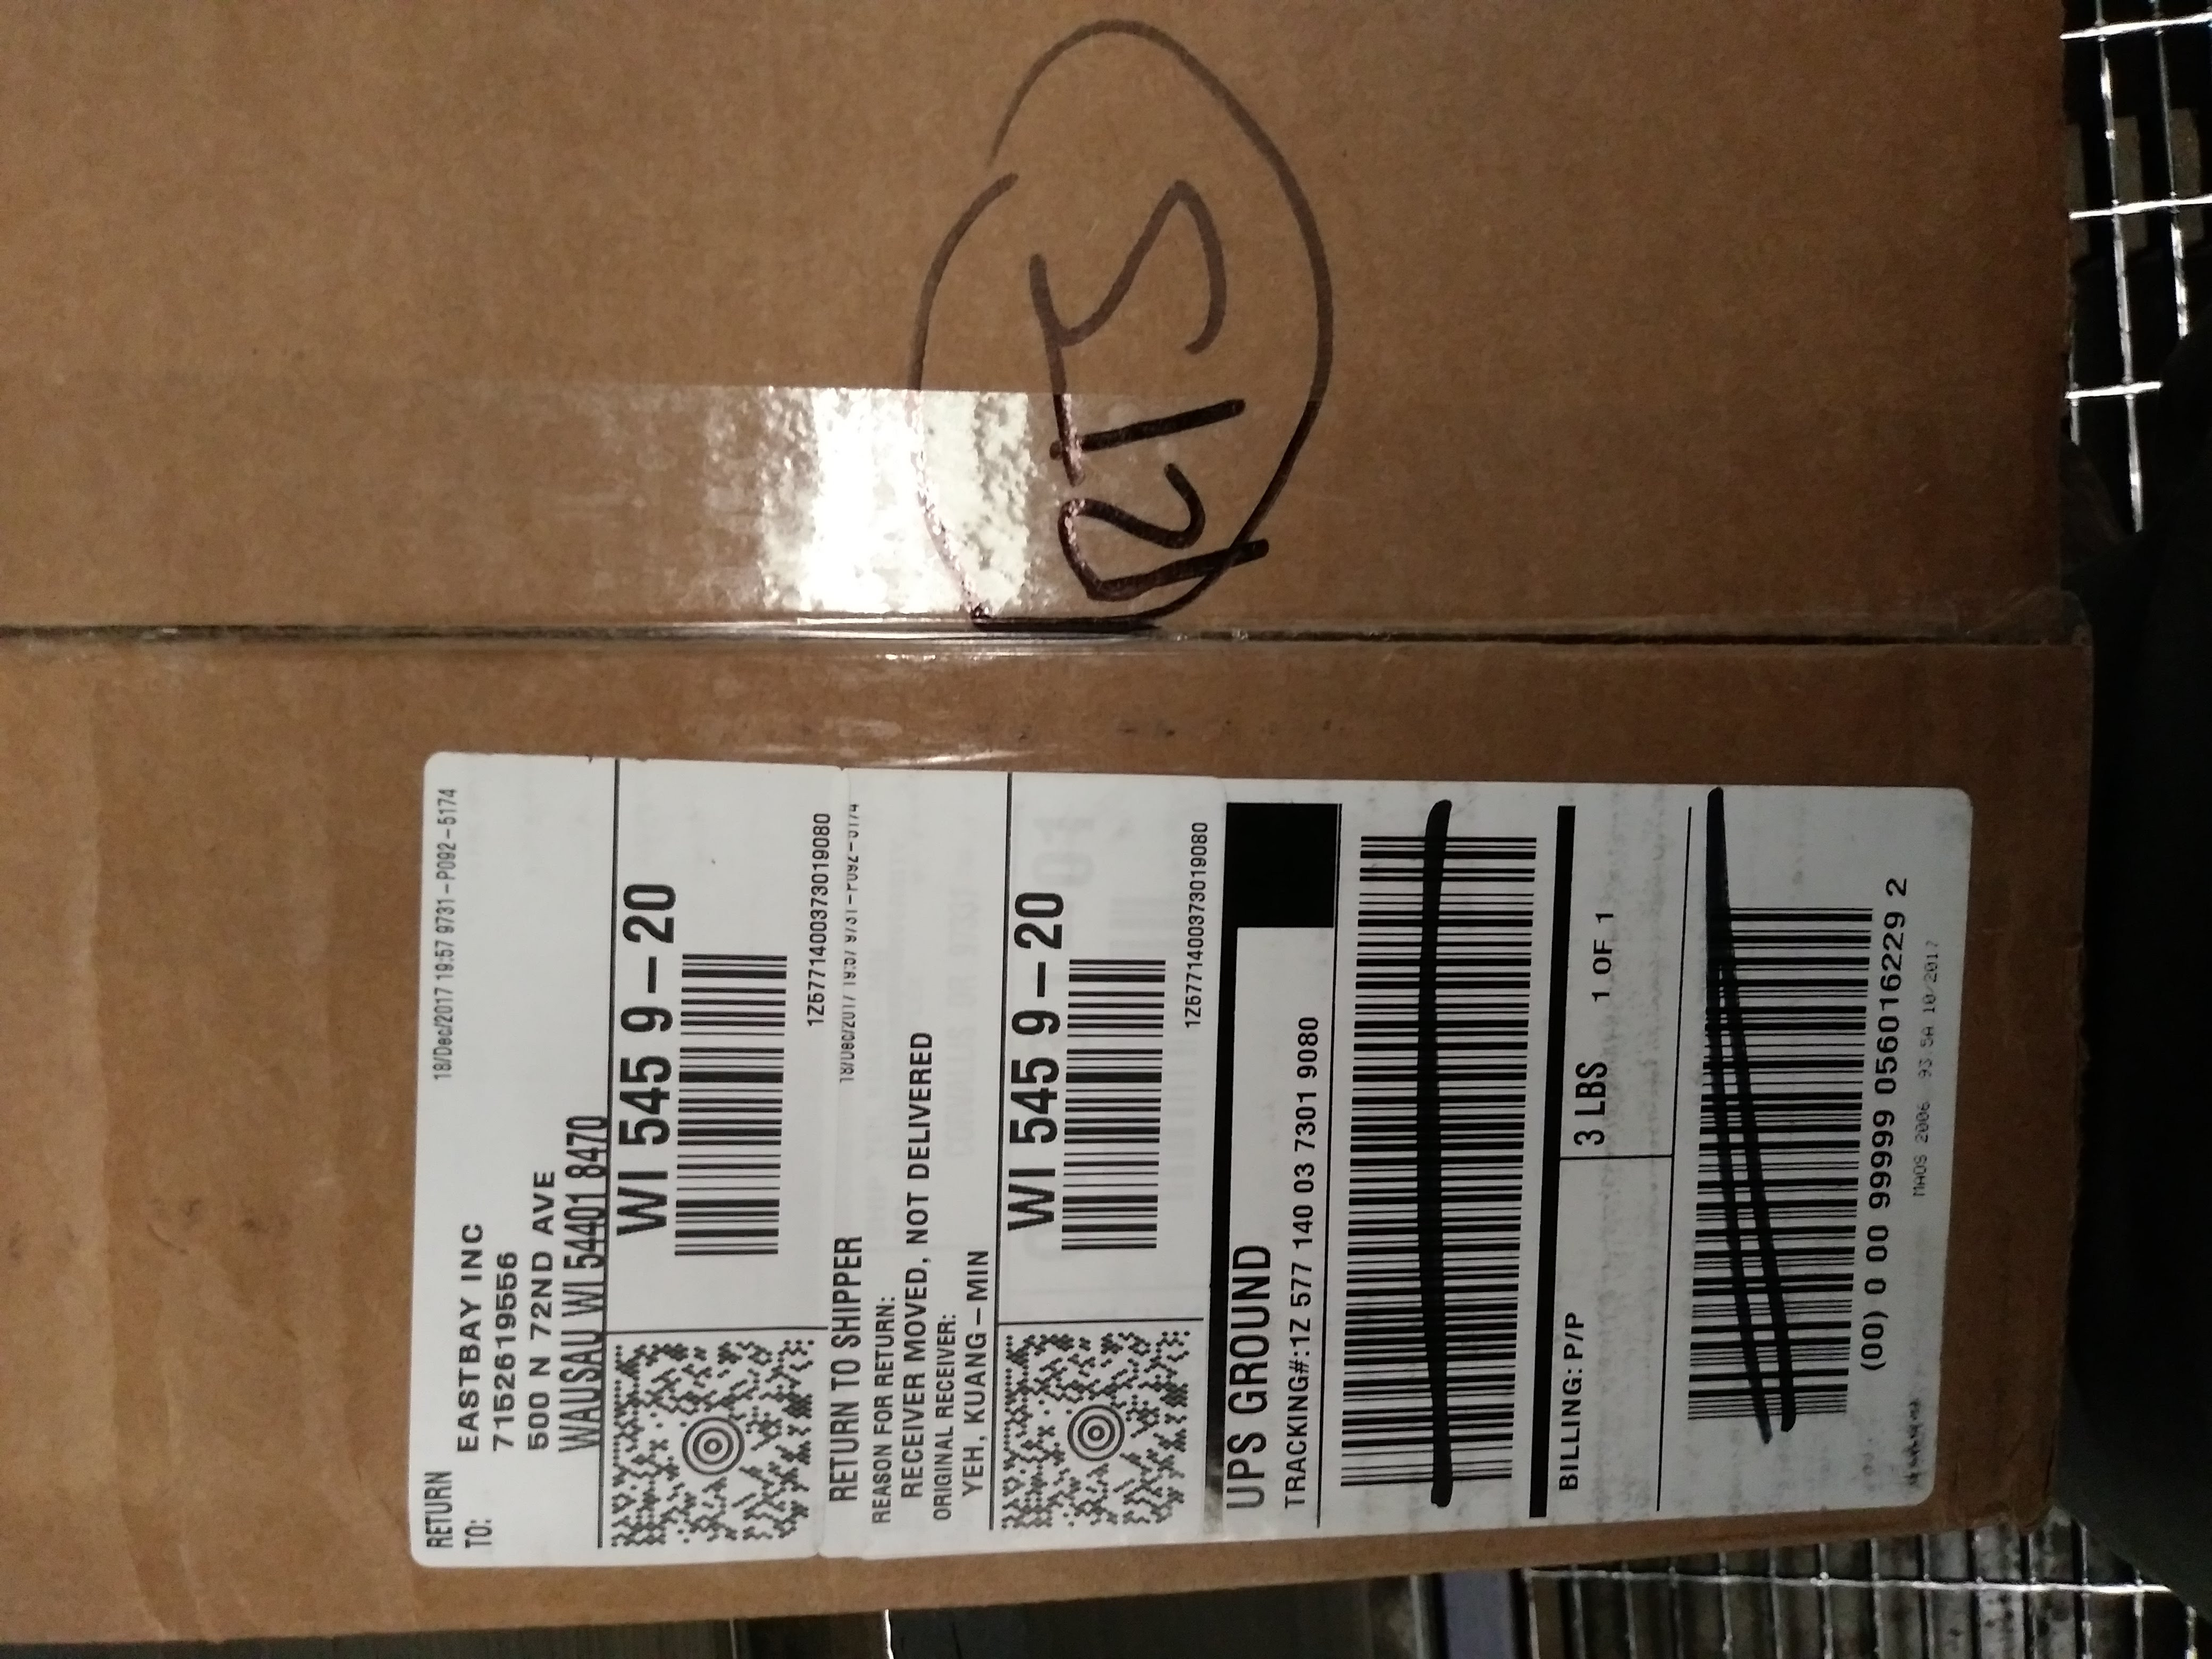 RTS
RETURN
TO:
EASTBAY INC
7152619556
500 N 72ND AVE
WAUSAU WI 54401 8470
18/Dec/2017 19:57 9731-P092-5174
WI 545 9-20
1Z5771400373019080
18/Dec/2017 19:57 9731-P092-5174
RETURN TO SHIPPER
REASON FOR RETURN:
RECEIVER MOVED, NOT DELIVERED
ORIGINAL RECEIVER:
YEH, KUANG-MIN
WI 545 9-20
1Z5771400373019080
UPS GROUND
TRACKING#:1Z 577 140 03 7301 9080
BILLING: P/P
3 LBS 1 OF 1
(00) 0 00 99999 056016229 2
93.5A 10/2017